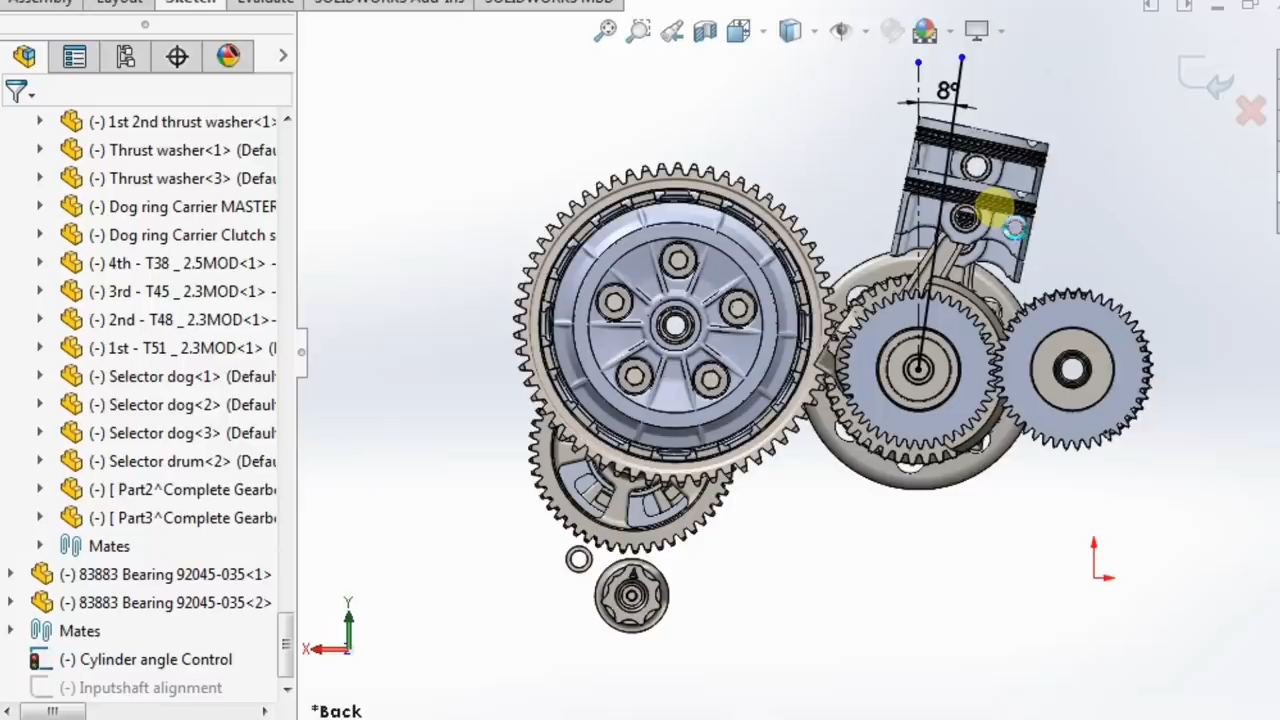 Assembly Layout Sketch Evaluate SOLIDWORKS Add-Ins SOLIDWORKS MBD
(-) 1st 2nd thrust washer<1>
(-) Thrust washer<1> (Defau
(-) Thrust washer<3> (Defau
(-) Dog ring Carrier MASTER
(-) Dog ring Carrier Clutch s
(-) 4th - T38 _ 2.5MOD<1> -
(-) 3rd - T45 _ 2.3MOD<1> -
(-) 2nd - T48 _ 2.3MOD<1> -
(-) 1st - T51 _ 2.3MOD<1> (
(-) Selector dog<1> (Default
(-) Selector dog<2> (Default
(-) Selector dog<3> (Default
(-) Selector drum<2> (Defau
(-) [ Part2^Complete Gearb
(-) [ Part3^Complete Gearb
Mates
(-) 83883 Bearing 92045-035<1>
(-) 83883 Bearing 92045-035<2>
Mates
(-) Cylinder angle Control
(-) Inputshaft alignment
8°
Y
X
*Back